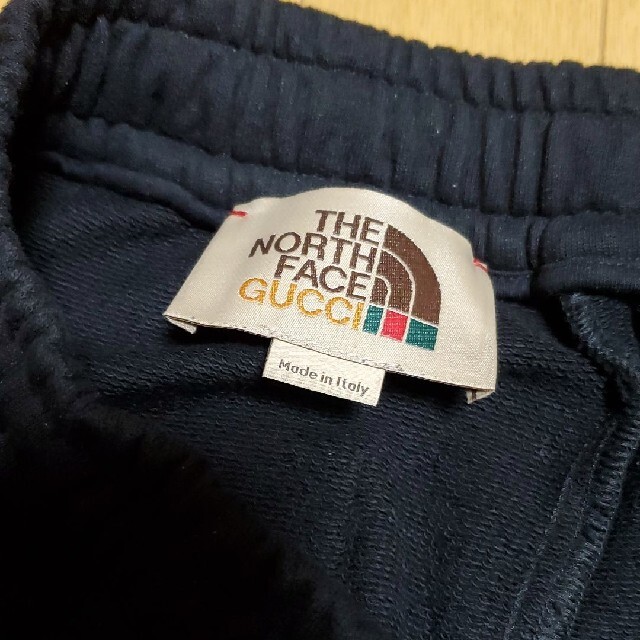 THE
NORTH
FACE
GUCCI
Made in Italy